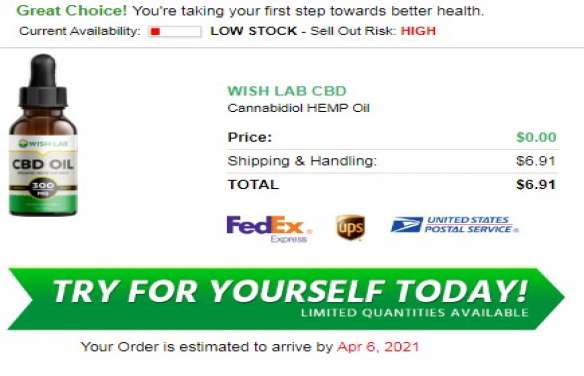 Great Choice! You're taking your first step towards better health.
Current Availability: LOW STOCK - Sell Out Risk: HIGH
WISH LAB CBD
Cannabidiol HEMP Oil
Price: $0.00
Shipping & Handling: $6.91
TOTAL $6.91
WISH LAB
CBD OIL
300
MG
FedEx®
Express
ups
UNITED STATES
POSTAL SERVICE®
TRY FOR YOURSELF TODAY!
LIMITED QUANTITIES AVAILABLE
Your Order is estimated to arrive by Apr 6, 2021